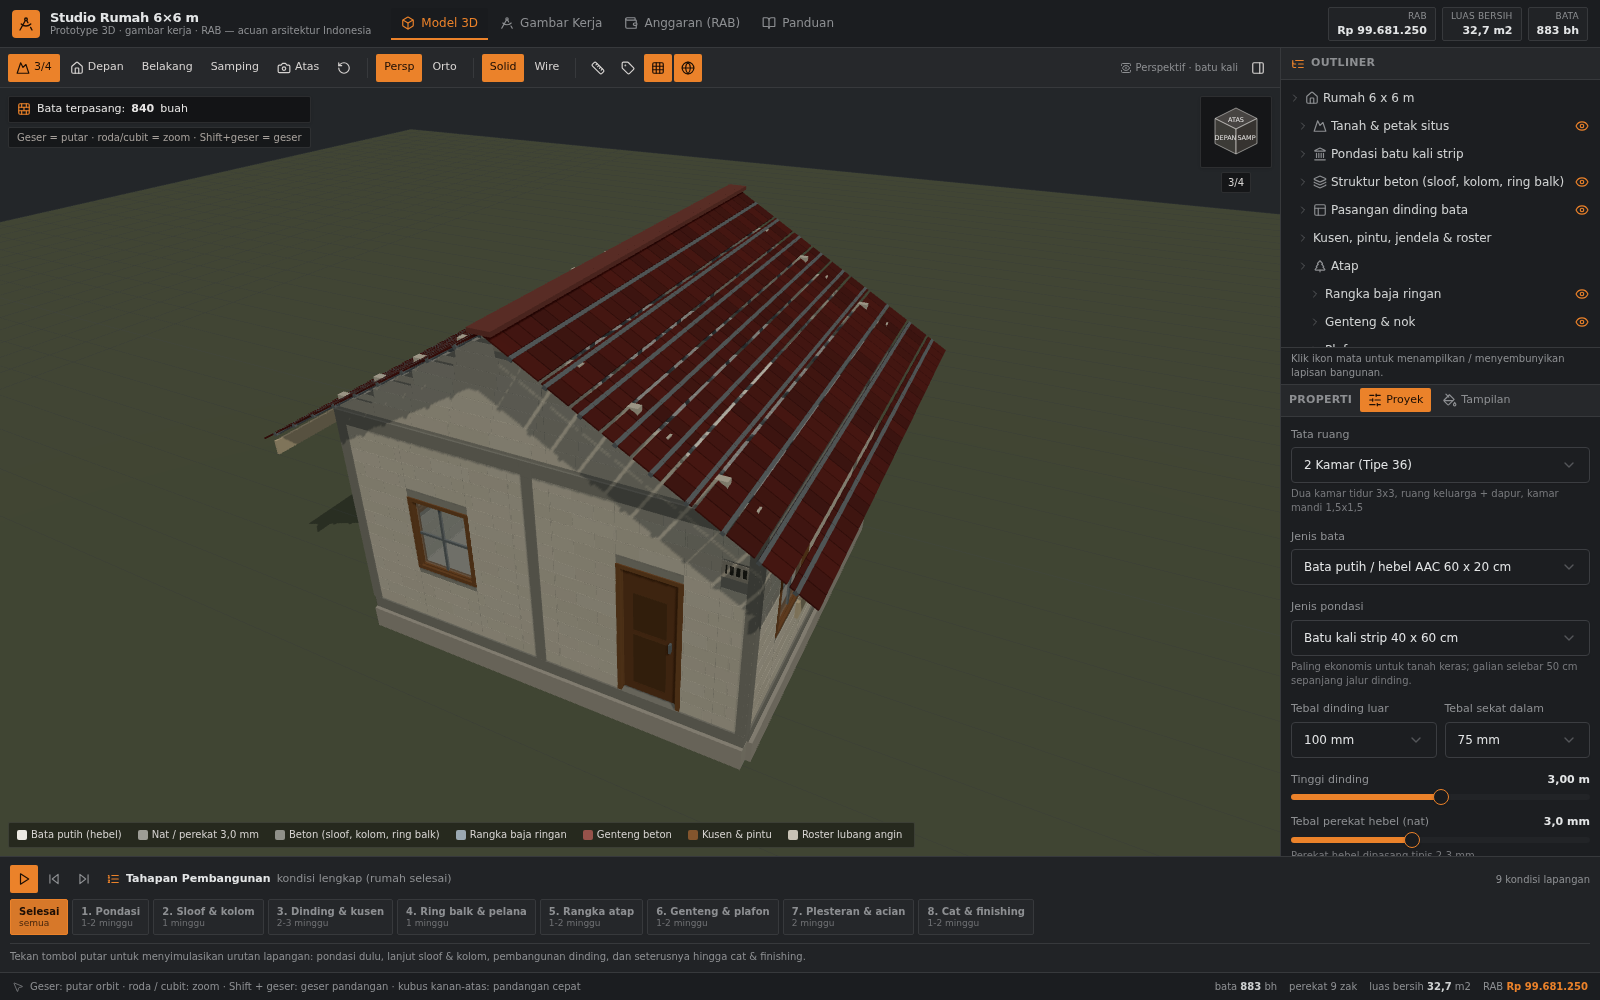 Studio Rumah 6×6 m
Prototype 3D · gambar kerja · RAB — acuan arsitektur Indonesia
Model 3D
Gambar Kerja
Anggaran (RAB)
Panduan
RAB
Rp 99.681.250
LUAS BERSIH
32,7 m2
BATA
883 bh
3/4
Depan
Belakang
Samping
Atas
Persp
Orto
Solid
Wire
Perspektif · batu kali
Bata terpasang: 840 buah
Geser = putar · roda/cubit = zoom · Shift+geser = geser
ATAS
DEPAN
SAMP
3/4
Bata putih (hebel)
Nat / perekat 3,0 mm
Beton (sloof, kolom, ring balk)
Rangka baja ringan
Genteng beton
Kusen & pintu
Roster lubang angin
OUTLINER
Rumah 6 x 6 m
Tanah & petak situs
Pondasi batu kali strip
Struktur beton (sloof, kolom, ring balk)
Pasangan dinding bata
Kusen, pintu, jendela & roster
Atap
Rangka baja ringan
Genteng & nok
Klik ikon mata untuk menampilkan / menyembunyikan
lapisan bangunan.
PROPERTI
Proyek
Tampilan
Tata ruang
2 Kamar (Tipe 36)
Dua kamar tidur 3x3, ruang keluarga + dapur, kamar
mandi 1,5x1,5
Jenis bata
Bata putih / hebel AAC 60 x 20 cm
Jenis pondasi
Batu kali strip 40 x 60 cm
Paling ekonomis untuk tanah keras; galian selebar 50 cm
sepanjang jalur dinding.
Tebal dinding luar
100 mm
Tebal sekat dalam
75 mm
Tinggi dinding
3,00 m
Tebal perekat hebel (nat)
3,0 mm
Perekat hebel dipasang tipis 2-3 mm
Tahapan Pembangunan kondisi lengkap (rumah selesai)
9 kondisi lapangan
Selesai
semua
1. Pondasi
1-2 minggu
2. Sloof & kolom
1 minggu
3. Dinding & kusen
2-3 minggu
4. Ring balk & pelana
1 minggu
5. Rangka atap
1-2 minggu
6. Genteng & plafon
1-2 minggu
7. Plesteran & acian
2 minggu
8. Cat & finishing
1-2 minggu
Tekan tombol putar untuk menyimulasikan urutan lapangan: pondasi dulu, lanjut sloof & kolom, pembangunan dinding, dan seterusnya hingga cat & finishing.
Geser: putar orbit · roda / cubit: zoom · Shift + geser: geser pandangan · kubus kanan-atas: pandangan cepat
bata 883 bh
perekat 9 zak
luas bersih 32,7 m2
RAB Rp 99.681.250